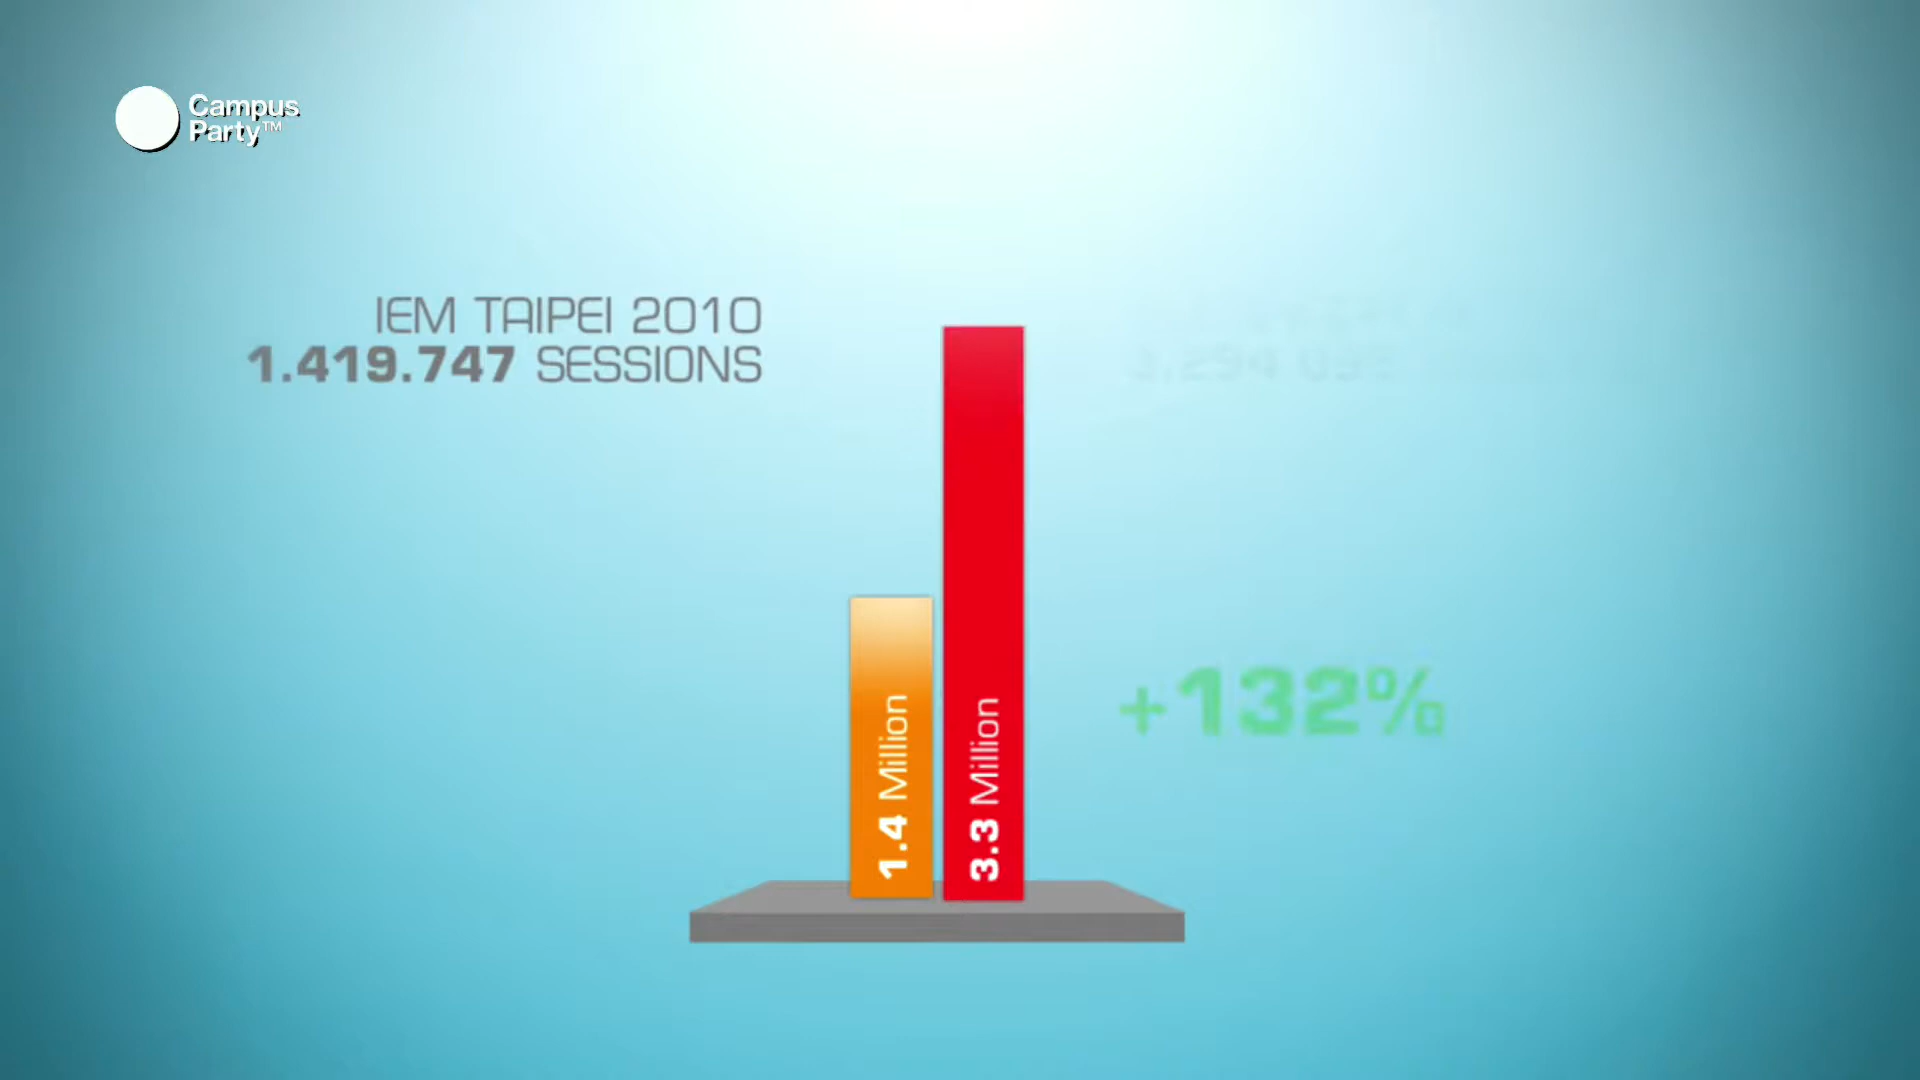 Campus
Party™
IEM TAIPEI 2010
1.419.747 SESSIONS
1.4 Million
3.3 Million
+132%